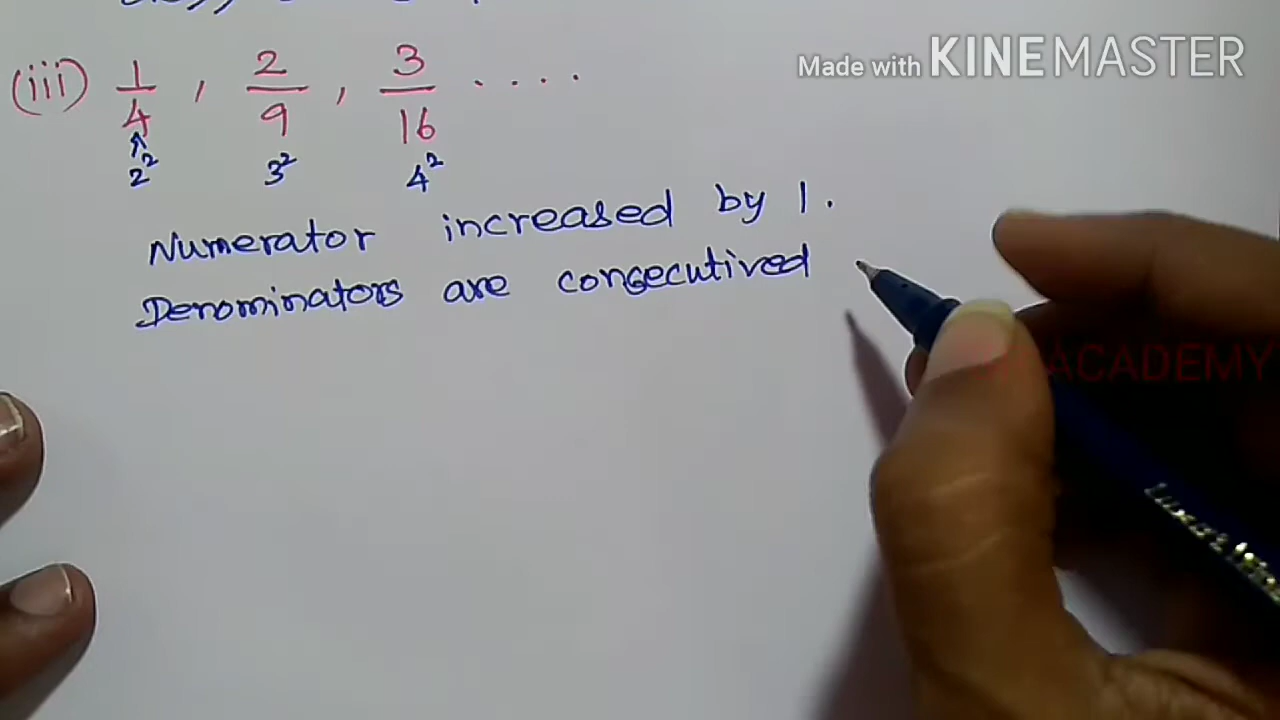 Made with KINEMASTER
(iii) 1/4 , 2/9 , 3/16 ....
2² 3² 4²
Numerator increased by 1.
Denominators are consecutived
ACADEMY